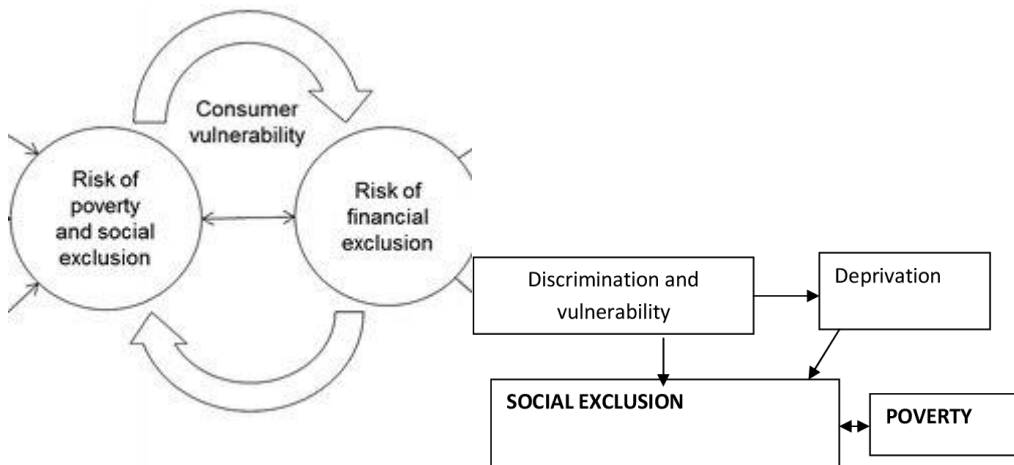 Consumer
vulnerability
Risk of
poverty
and social
exclusion
Risk of
financial
exclusion
Discrimination and
vulnerability
Deprivation
SOCIAL EXCLUSION
POVERTY